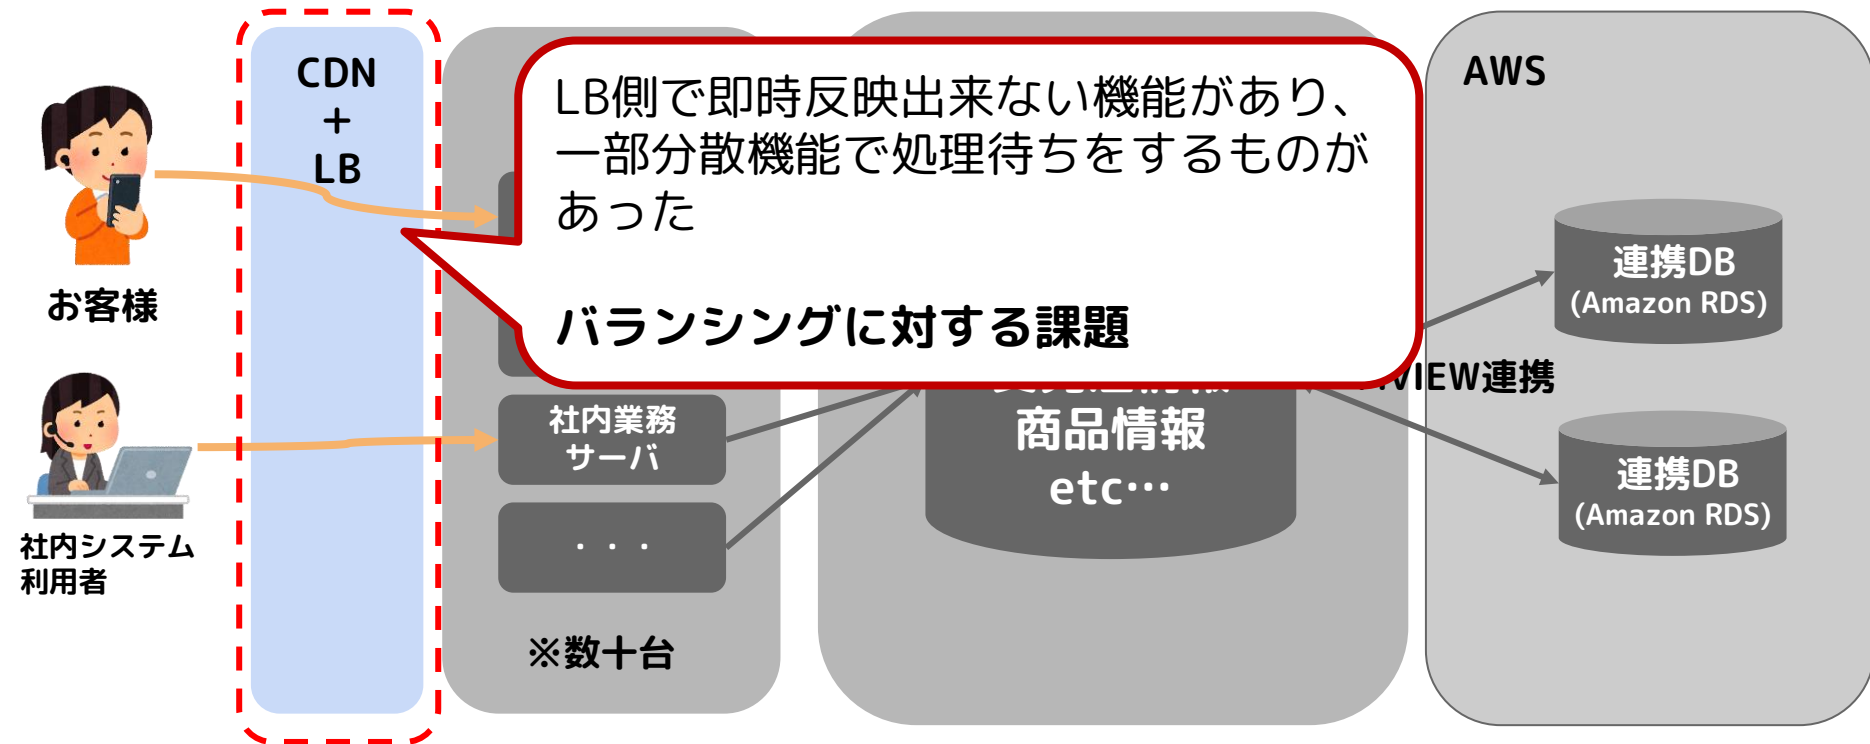 CDN
+
LB
LB側で即時反映出来ない機能があり、
一部分散機能で処理待ちをするものが
あった
バランシングに対する課題
AWS
お客様
社内システム
利用者
社内業務
サーバ
・・・
※数十台
商品情報
etc…
VIEW連携
連携DB
(Amazon RDS)
連携DB
(Amazon RDS)